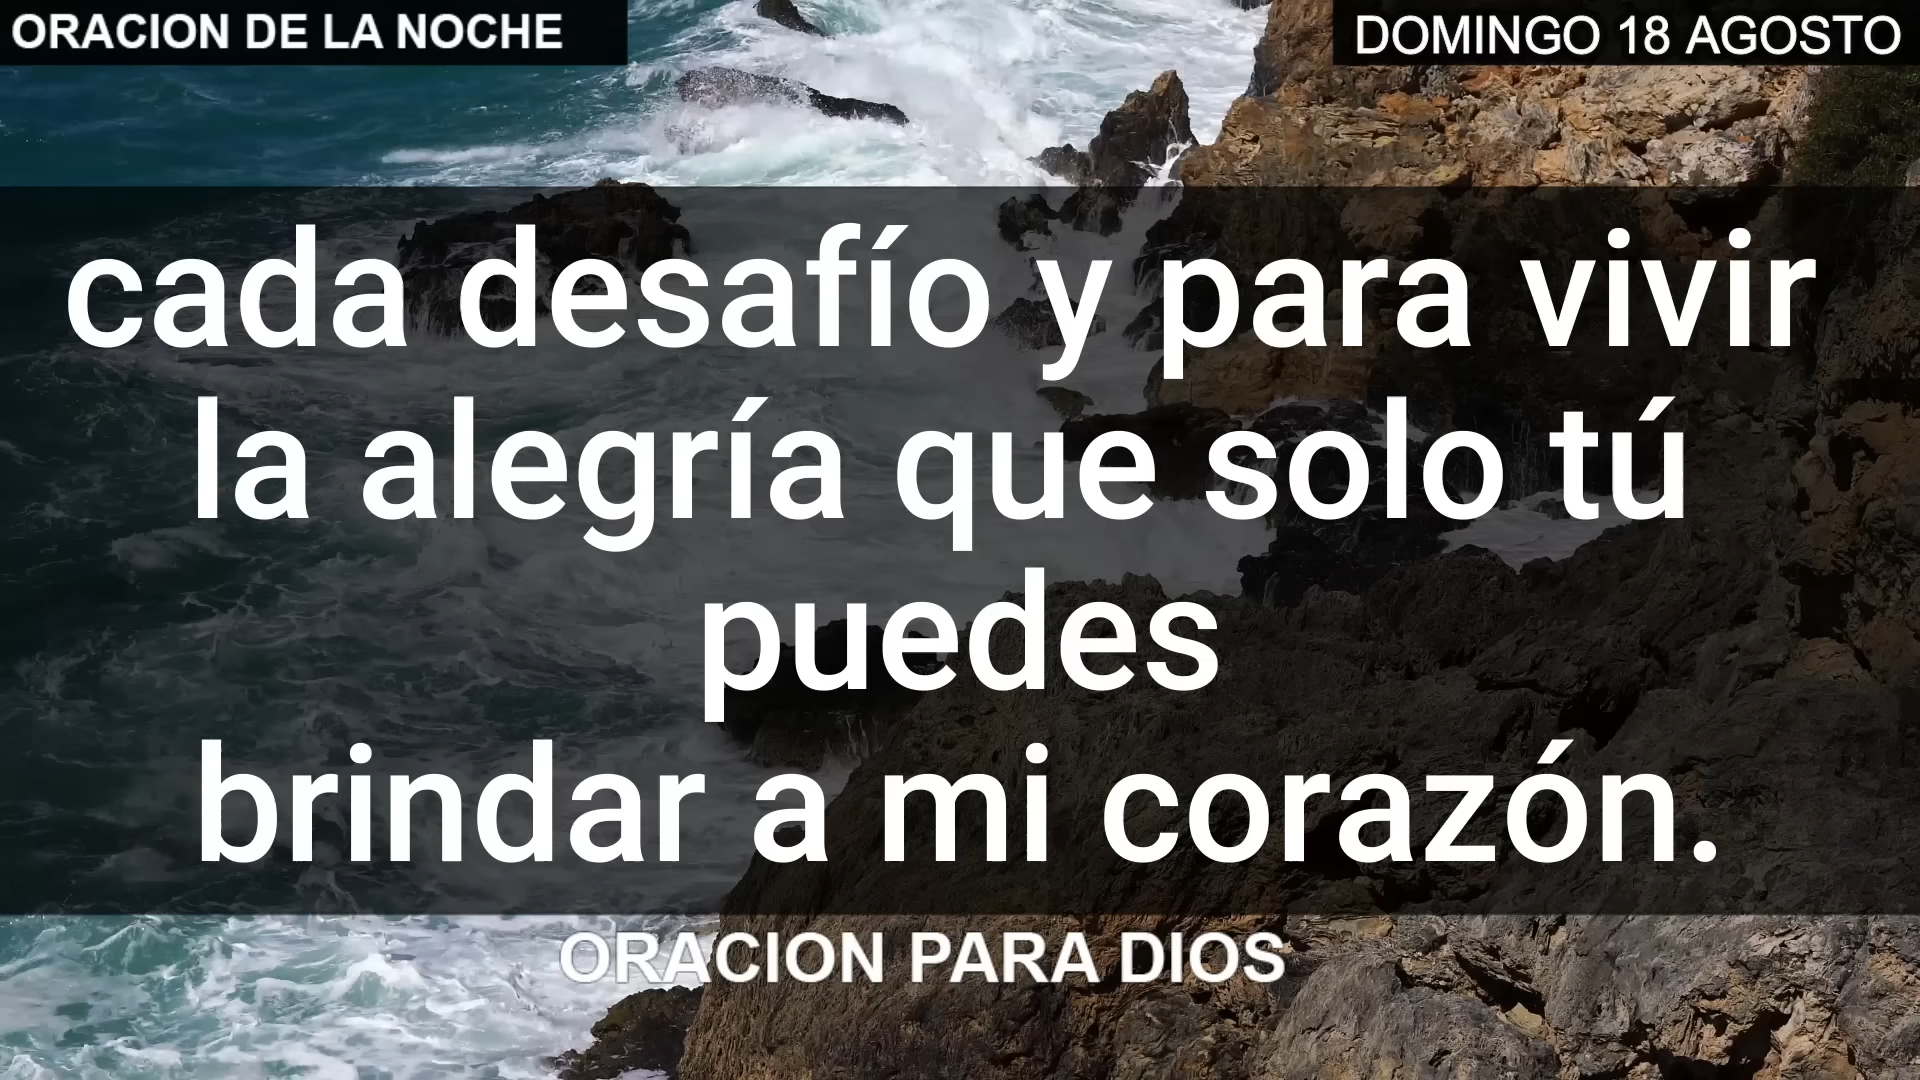 ORACION DE LA NOCHE
DOMINGO 18 AGOSTO
cada desafío y para vivir
la alegría que solo tú
puedes
brindar a mi corazón.
ORACION PARA DIOS